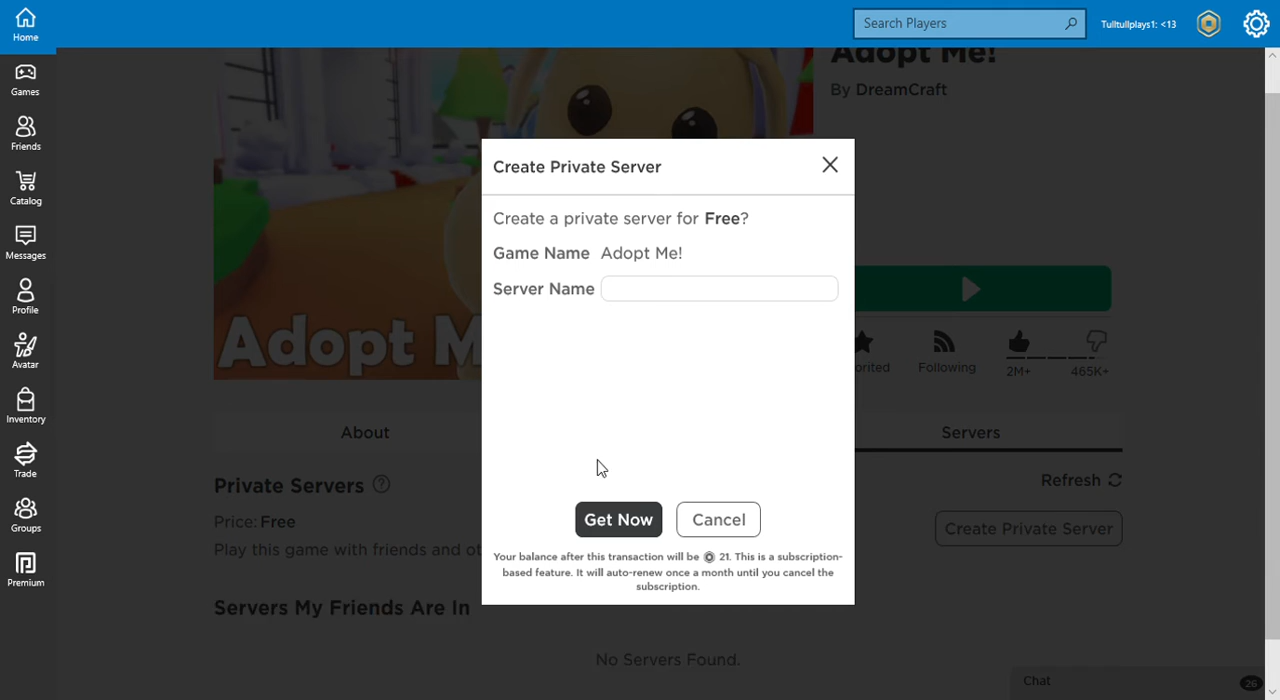 Home
Search Players
Tulltullplays1: <13
Games
Friends
Catalog
Messages
Profile
Avatar
Inventory
Trade
Groups
Premium
Adopt Me!
By DreamCraft
Adopt M
Create Private Server
Create a private server for Free?
Game Name Adopt Me!
Server Name
Get Now
Cancel
Your balance after this transaction will be 21. This is a subscription-
based feature. It will auto-renew once a month until you cancel the
subscription.
orited
Following
2M+
465K+
About
Servers
Private Servers ?
Refresh
Price: Free
Create Private Server
Play this game with friends and ot
Servers My Friends Are In
No Servers Found.
Chat
26